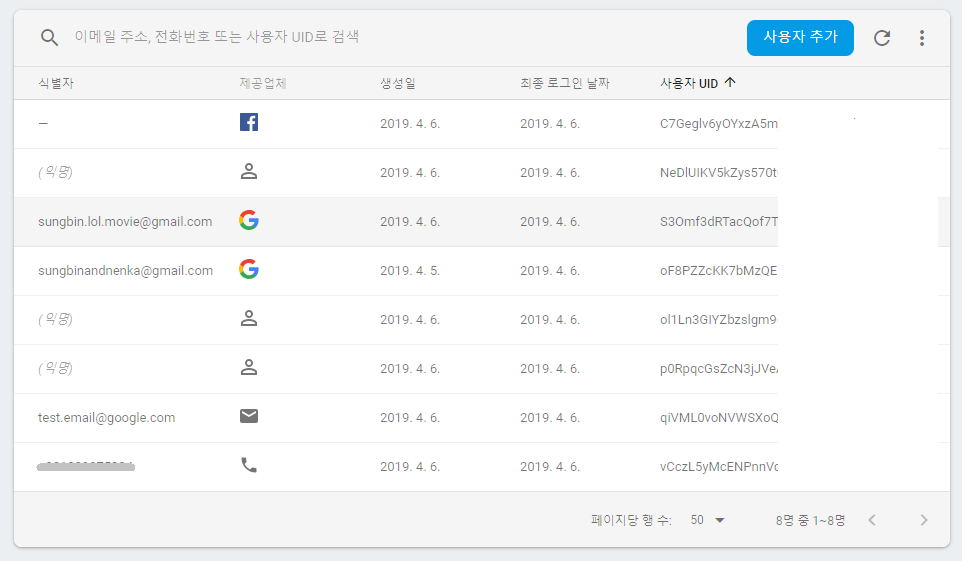 이메일 주소, 전화번호 또는 사용자 UID로 검색 사용자 추가
식별자 제공업체 생성일 최종 로그인 날짜 사용자 UID
— 2019. 4. 6. 2019. 4. 6. C7Geglv6yOYxzA5m
(익명) 2019. 4. 6. 2019. 4. 6. NeDlUIKV5kZys570t
sungbin.lol.movie@gmail.com 2019. 4. 6. 2019. 4. 6. S3Omf3dRTacQof7T
sungbinandnenka@gmail.com 2019. 4. 5. 2019. 4. 6. oF8PZZcKK7bMzQE
(익명) 2019. 4. 6. 2019. 4. 6. ol1Ln3GIYZbzslgm9
(익명) 2019. 4. 6. 2019. 4. 6. p0RpqcGsZcN3jJVe
test.email@google.com 2019. 4. 6. 2019. 4. 6. qiVML0voNVWSXoQ
2019. 4. 6. 2019. 4. 6. vCczL5yMcENPnnVc
페이지당 행 수: 50 8명 중 1~8명